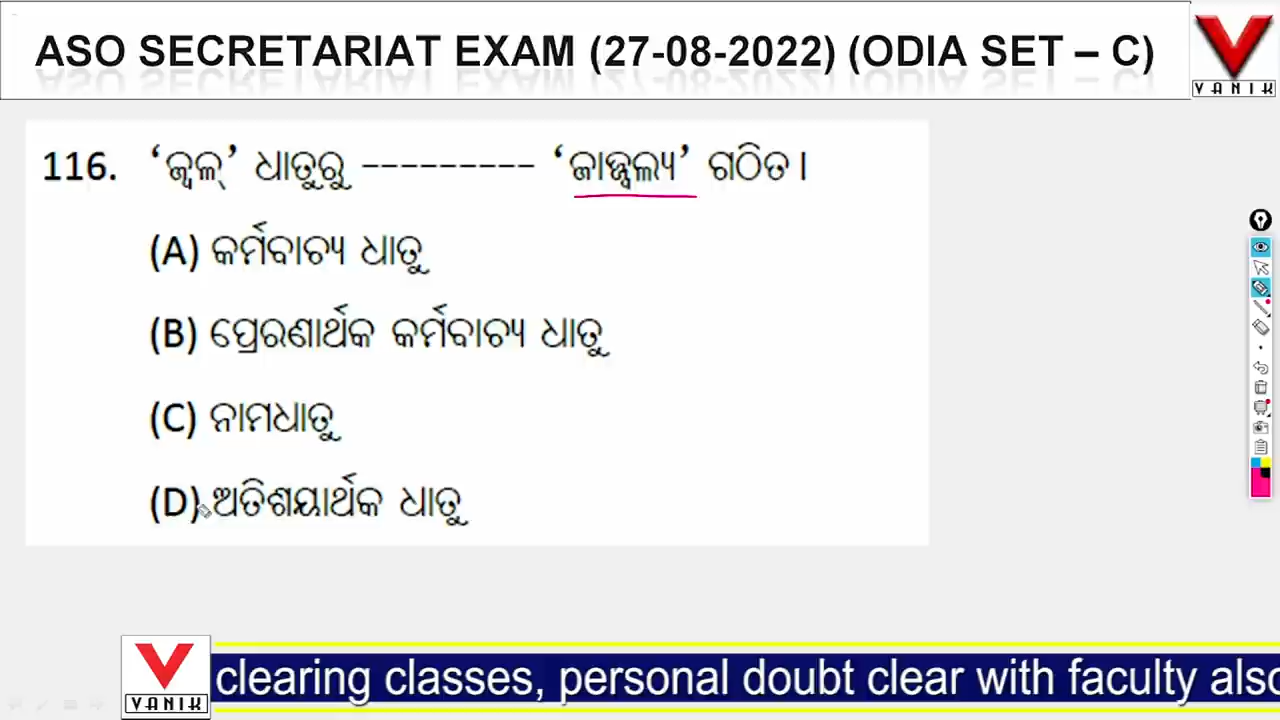 ASO SECRETARIAT EXAM (27-08-2022) (ODIA SET – C)
VANIK
116. ‘ଜ୍ୱଳ୍’ ଧାତୁରୁ --------- ‘ଜାଜ୍ଜ୍ୱଲ୍ୟ’ ଗଠିତ।
(A) କର୍ମବାଚ୍ୟ ଧାତୁ
(B) ପ୍ରେରଣାର୍ଥକ କର୍ମବାଚ୍ୟ ଧାତୁ
(C) ନାମଧାତୁ
(D) ଅତିଶୟାର୍ଥକ ଧାତୁ
clearing classes, personal doubt clear with faculty also
VANIK